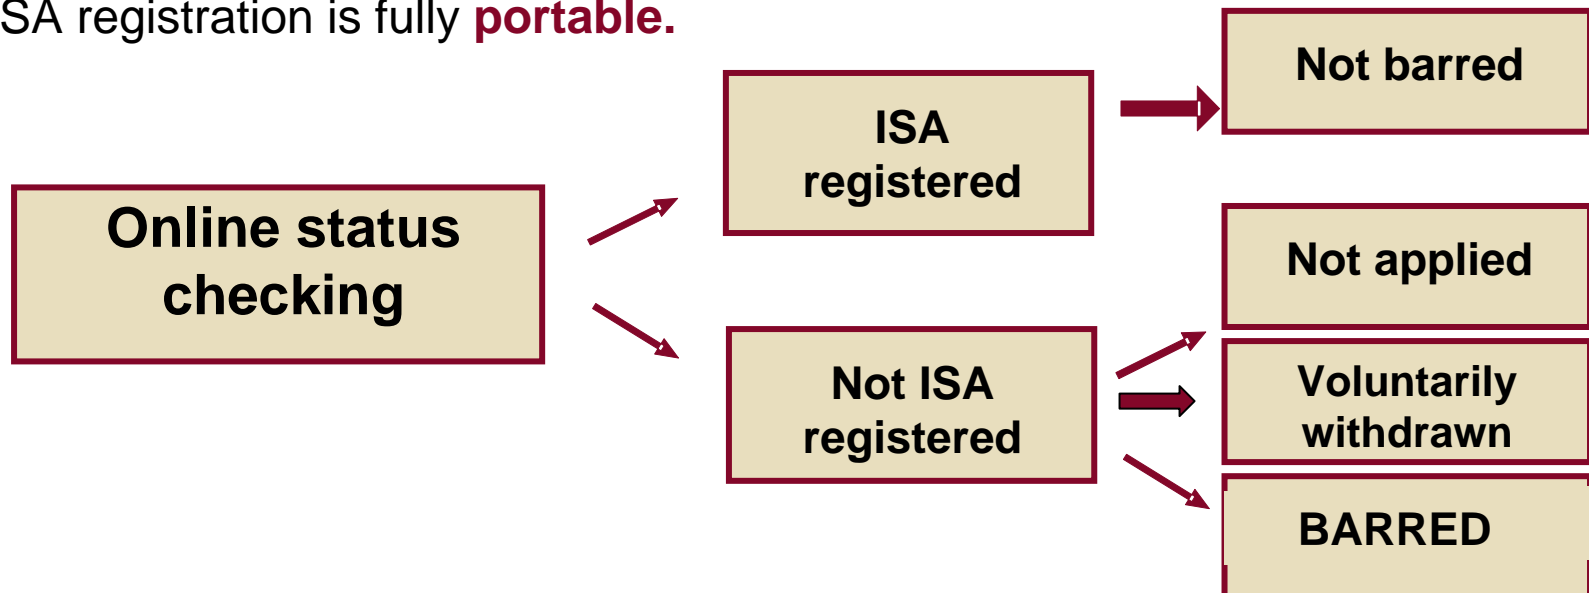 SA registration is fully portable.
Not barred
ISA
registered
Online status
checking
Not applied
Not ISA
registered
Voluntarily
withdrawn
BARRED